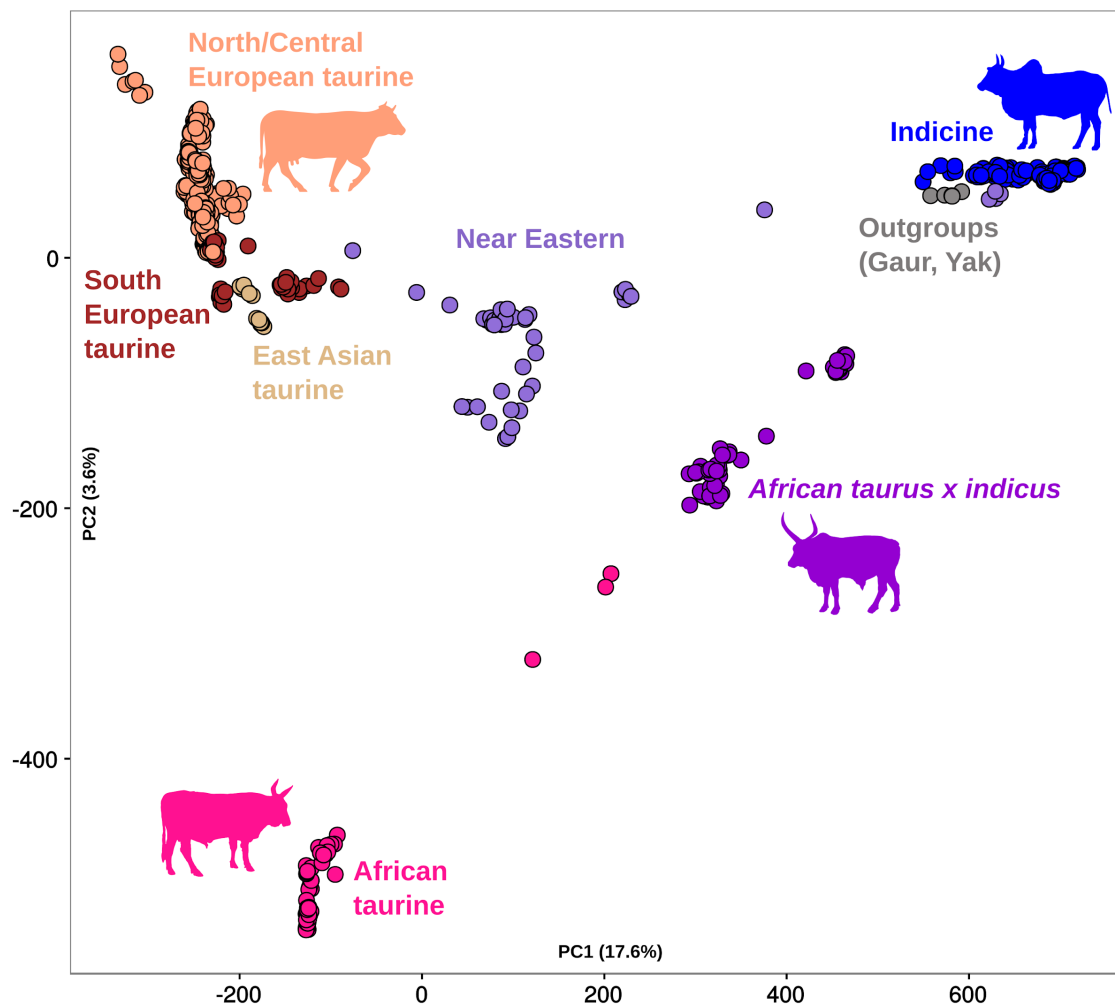 North/Central
European taurine
Indicine
Outgroups
(Gaur, Yak)
Near Eastern
South
European
taurine
East Asian
taurine
African taurus x indicus
African
taurine
PC2 (3.6%)
0
-200
-400
PC1 (17.6%)
-200
0
200
400
600